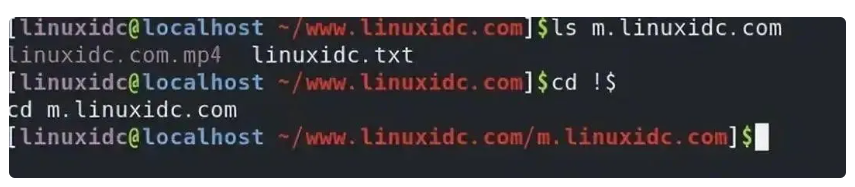 [linuxidc@localhost ~/www.linuxidc.com]$ls m.linuxidc.com
linuxidc.com.mp4  linuxidc.txt
[linuxidc@localhost ~/www.linuxidc.com]$cd !$
cd m.linuxidc.com
[linuxidc@localhost ~/www.linuxidc.com/m.linuxidc.com]$